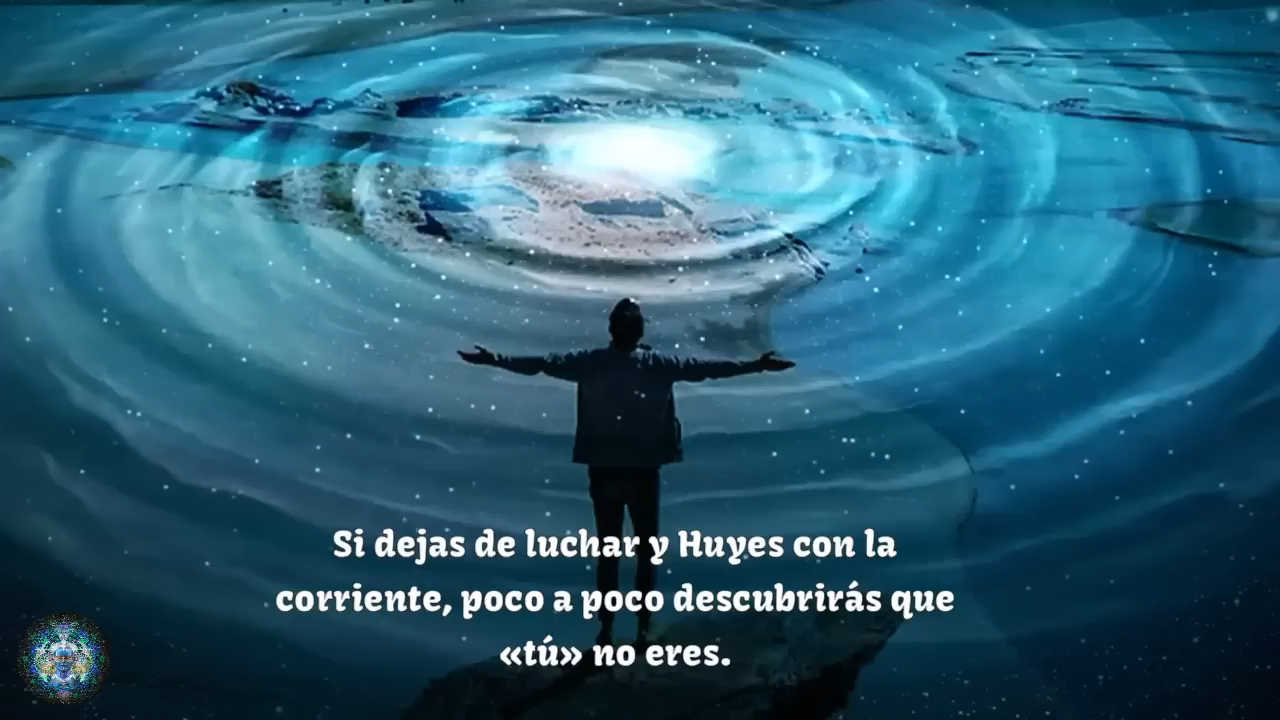 Si dejas de luchar y Huyes con la
corriente, poco a poco descubrirás que
«tú» no eres.